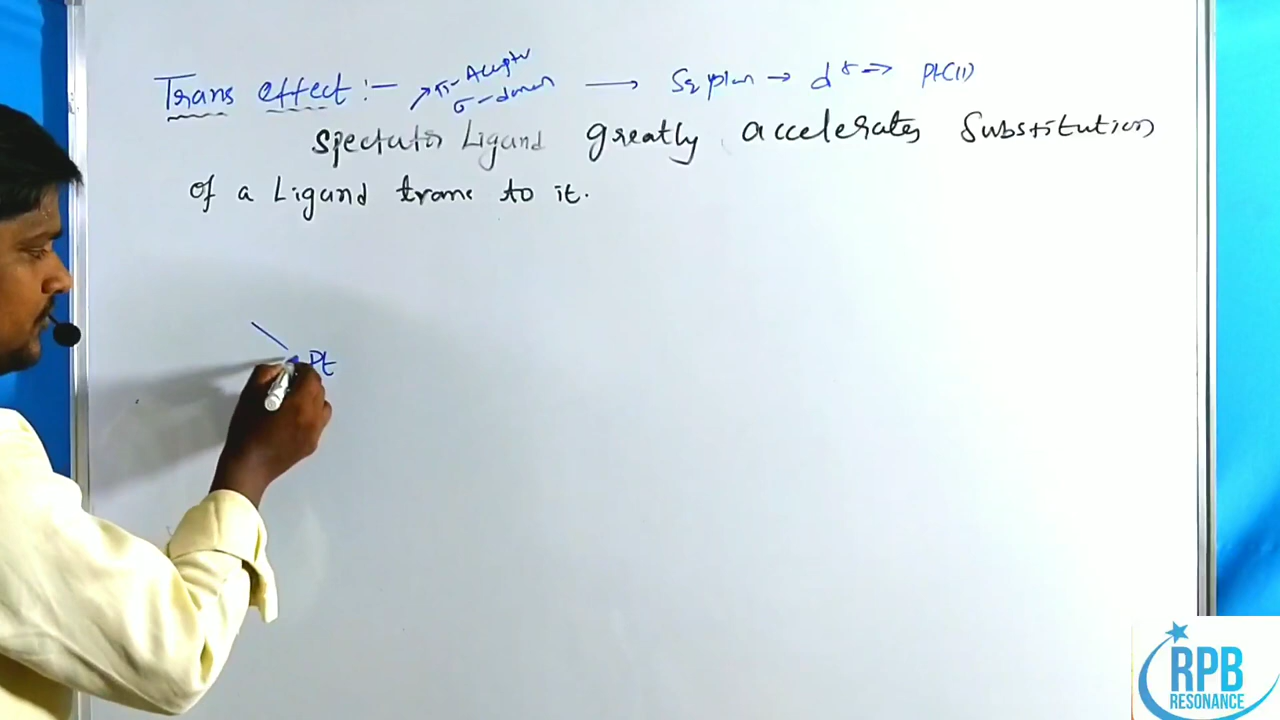 Trans effect :- π-Acceptor σ-donor → Sq plan → d8 → Pt(II)
Spectator Ligand greatly accelerates Substitution
of a Ligand trans to it.
Pt
RPB
RESONANCE